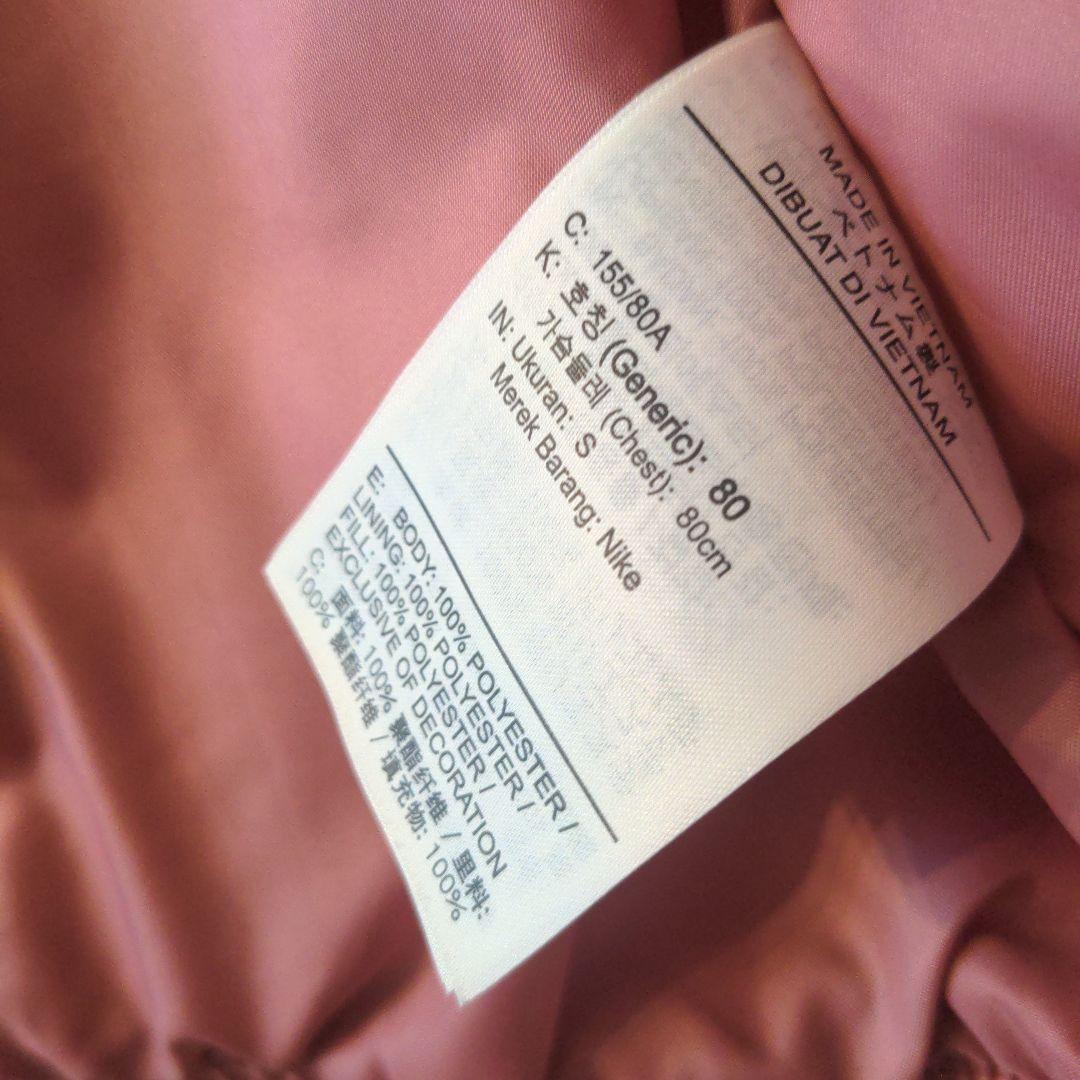 MADE IN VIETNAM
ベトナム製
DIBUAT DI VIETNAM
C: 155/80A
K: 호칭 (Generic): 80
가슴둘레 (Chest): 80cm
IN: Ukuran: S
Merek Barang: Nike
E: BODY: 100% POLYESTER /
LINING: 100% POLYESTER /
FILL: 100% POLYESTER /
EXCLUSIVE OF DECORATION
C: 面料: 100% 聚酯纤维 / 里料:
100% 聚酯纤维 / 填充物: 100%